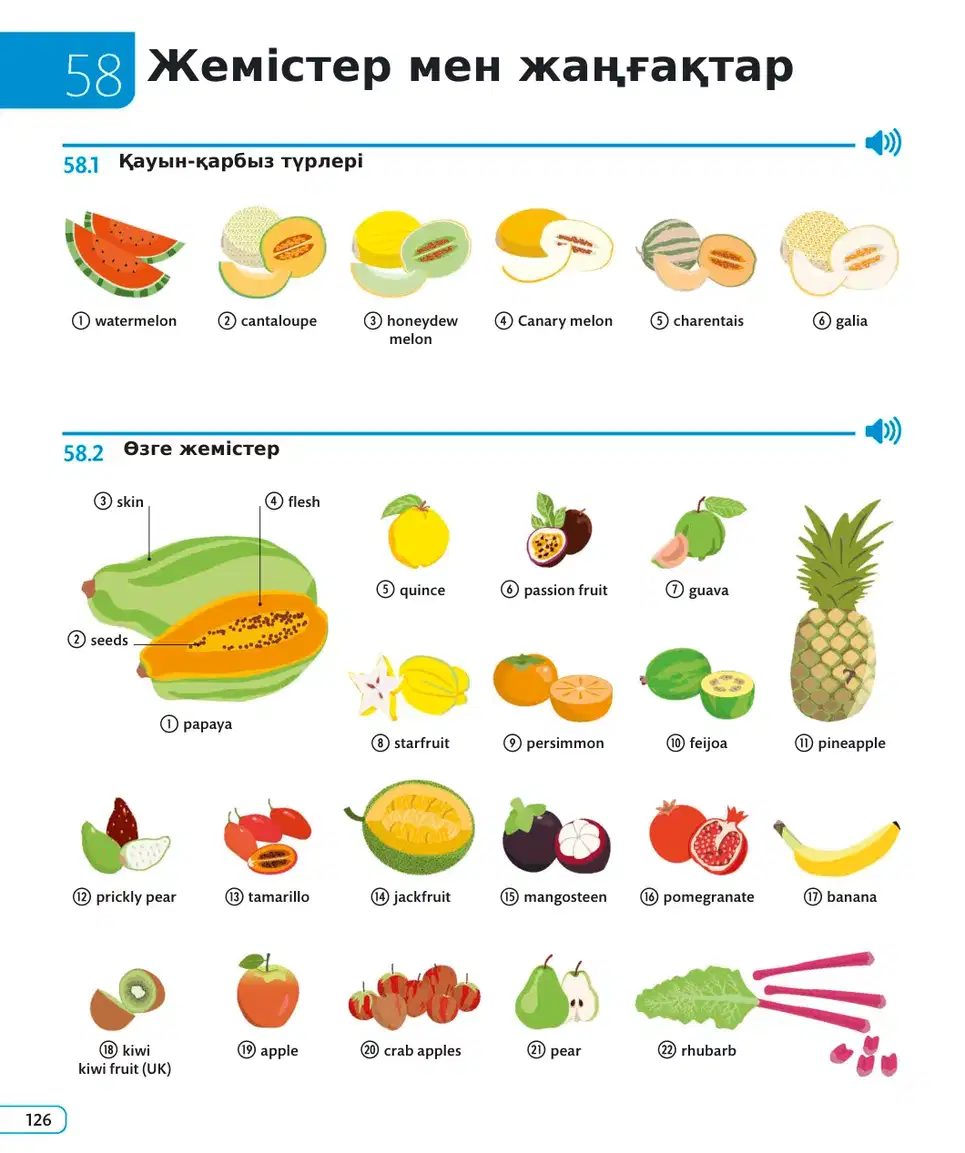 58 Жемістер мен жаңғақтар
58.1 Қауын-қарбыз түрлері
① watermelon
② cantaloupe
③ honeydew
melon
④ Canary melon
⑤ charentais
⑥ galia
58.2 Өзге жемістер
③ skin
④ flesh
② seeds
① papaya
⑤ quince
⑥ passion fruit
⑦ guava
⑧ starfruit
⑨ persimmon
⑩ feijoa
⑪ pineapple
⑫ prickly pear
⑬ tamarillo
⑭ jackfruit
⑮ mangosteen
⑯ pomegranate
⑰ banana
⑱ kiwi
kiwi fruit (UK)
⑲ apple
⑳ crab apples
㉑ pear
㉒ rhubarb
126